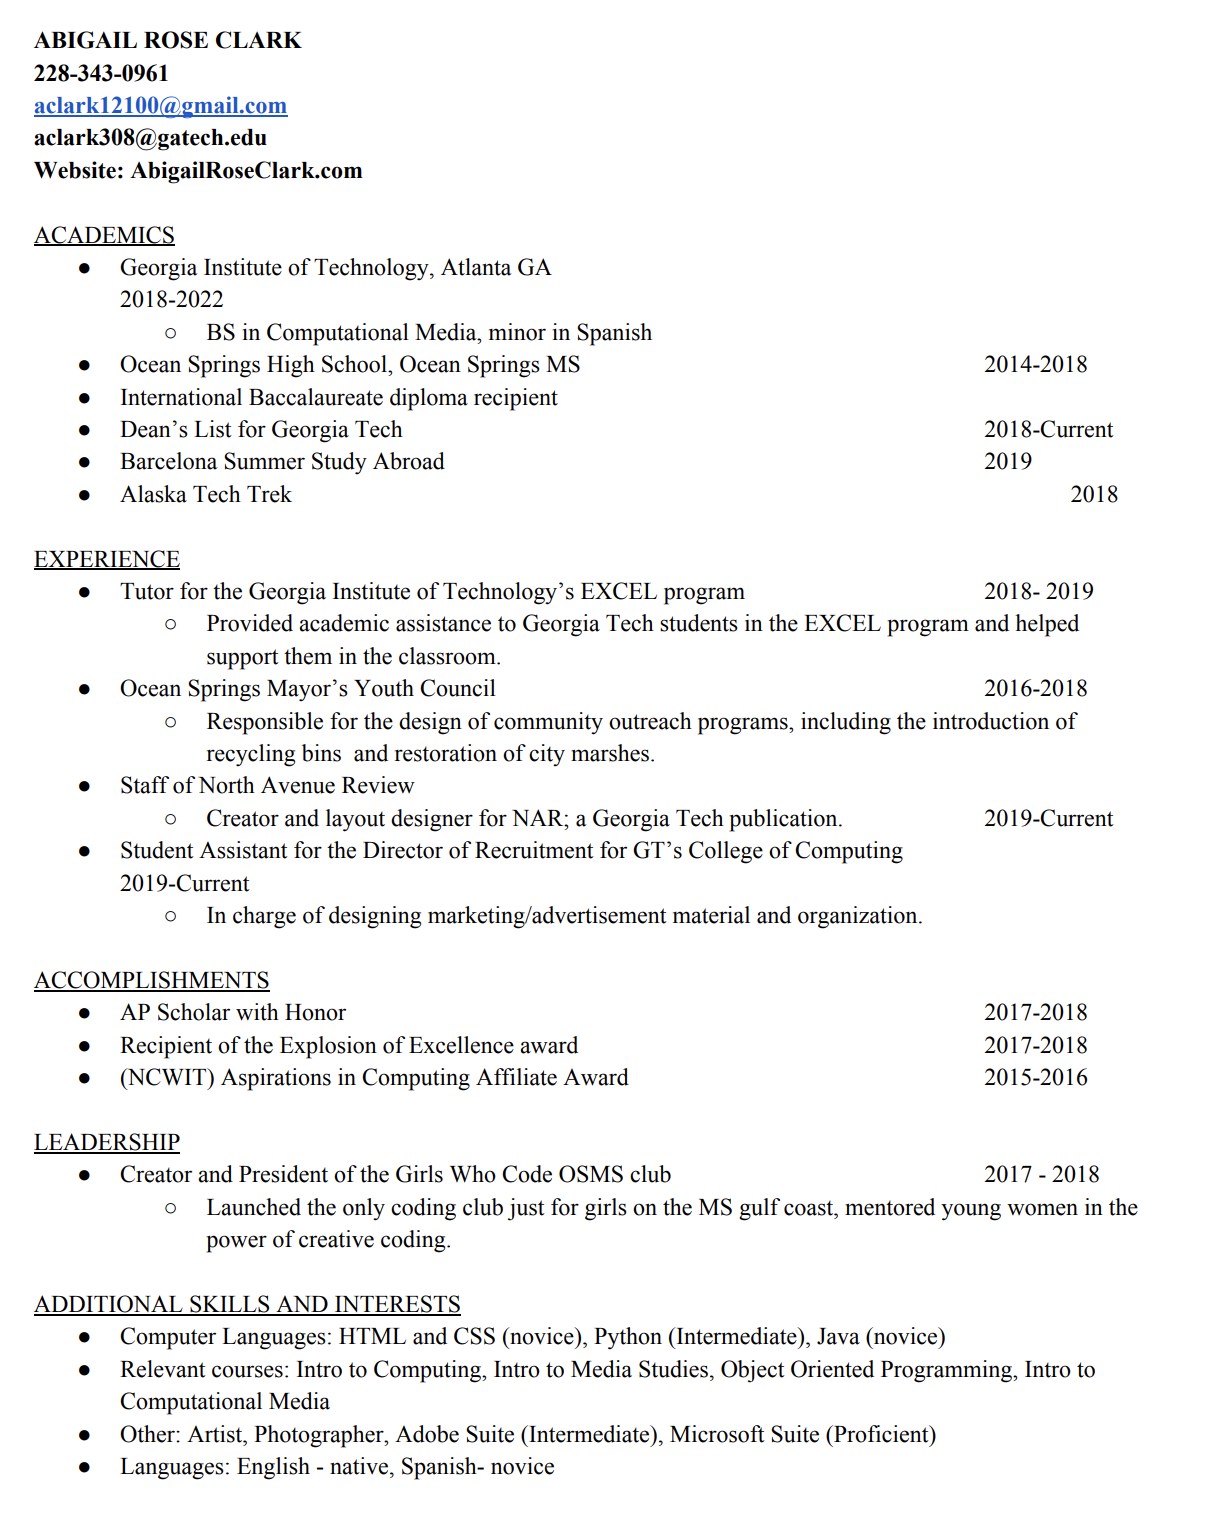 ABIGAIL ROSE CLARK
228-343-0961
aclark12100@gmail.com
aclark308@gatech.edu
Website: AbigailRoseClark.com
ACADEMICS
● Georgia Institute of Technology, Atlanta GA
2018-2022
○ BS in Computational Media, minor in Spanish
● Ocean Springs High School, Ocean Springs MS 2014-2018
● International Baccalaureate diploma recipient
● Dean’s List for Georgia Tech 2018-Current
● Barcelona Summer Study Abroad 2019
● Alaska Tech Trek 2018
EXPERIENCE
● Tutor for the Georgia Institute of Technology’s EXCEL program 2018- 2019
○ Provided academic assistance to Georgia Tech students in the EXCEL program and helped
support them in the classroom.
● Ocean Springs Mayor’s Youth Council 2016-2018
○ Responsible for the design of community outreach programs, including the introduction of
recycling bins  and restoration of city marshes.
● Staff of North Avenue Review
○ Creator and layout designer for NAR; a Georgia Tech publication. 2019-Current
● Student Assistant for the Director of Recruitment for GT’s College of Computing
2019-Current
○ In charge of designing marketing/advertisement material and organization.
ACCOMPLISHMENTS
● AP Scholar with Honor 2017-2018
● Recipient of the Explosion of Excellence award 2017-2018
● (NCWIT) Aspirations in Computing Affiliate Award 2015-2016
LEADERSHIP
● Creator and President of the Girls Who Code OSMS club 2017 - 2018
○ Launched the only coding club just for girls on the MS gulf coast, mentored young women in the
power of creative coding.
ADDITIONAL SKILLS AND INTERESTS
● Computer Languages: HTML and CSS (novice), Python (Intermediate), Java (novice)
● Relevant courses: Intro to Computing, Intro to Media Studies, Object Oriented Programming, Intro to
Computational Media
● Other: Artist, Photographer, Adobe Suite (Intermediate), Microsoft Suite (Proficient)
● Languages: English - native, Spanish- novice